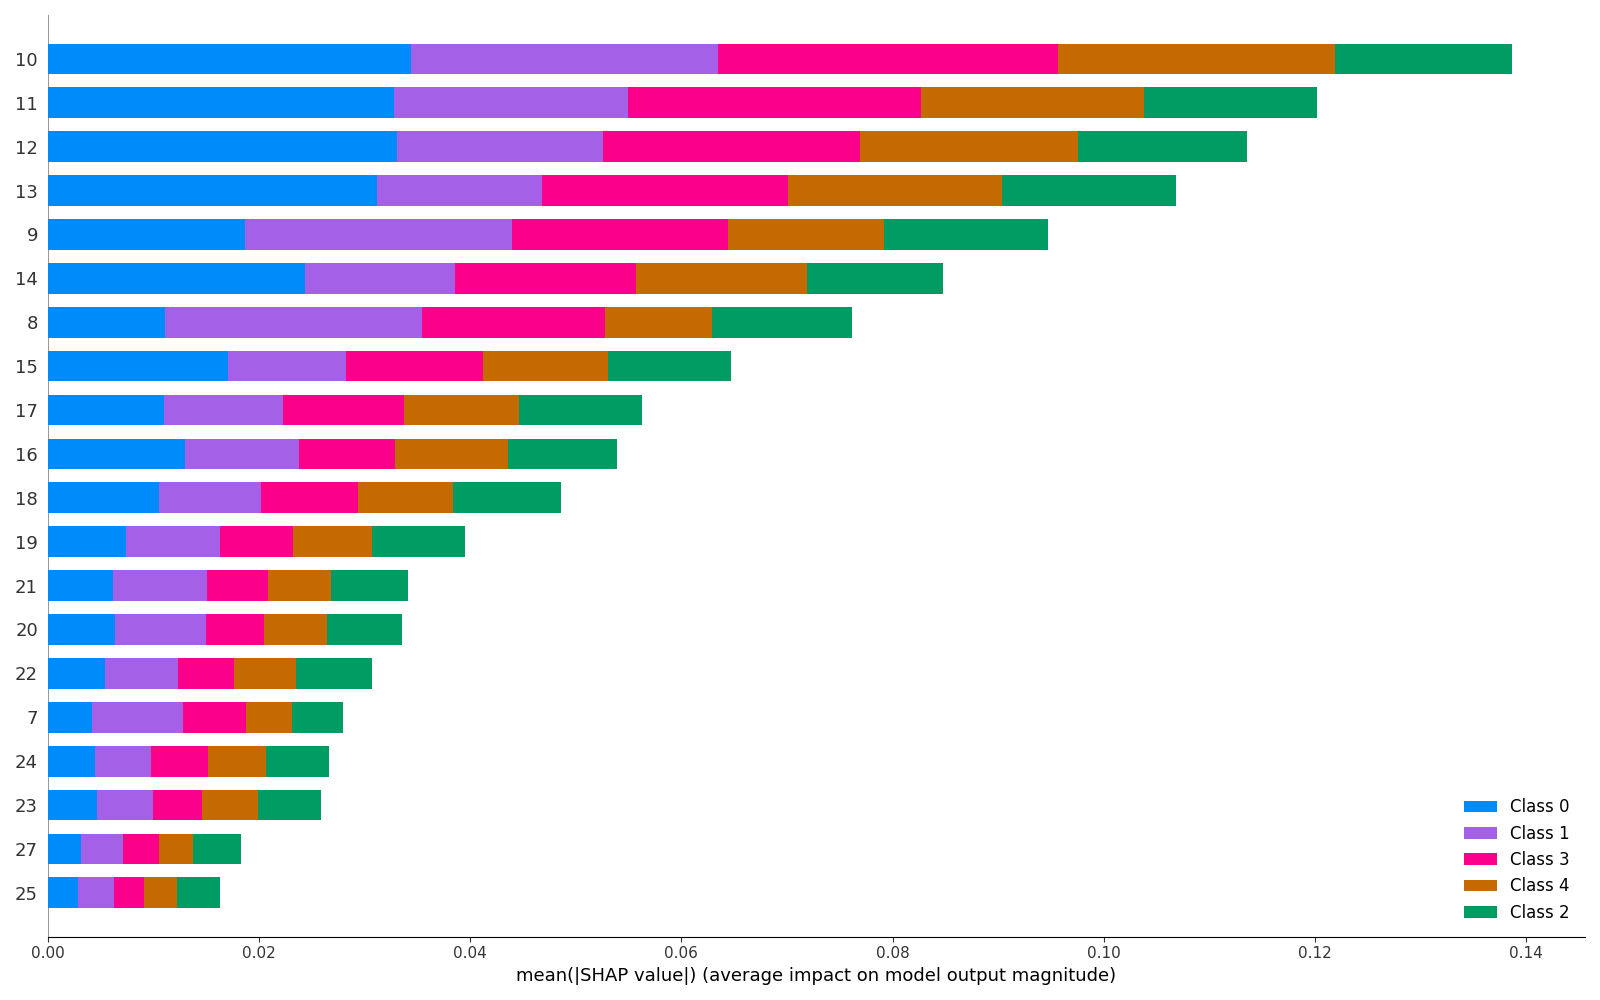 10
11
12
13
9
14
8
15
17
16
18
19
21
20
22
7
24
23
27
25
Class 0
Class 1
Class 3
Class 4
Class 2
0.00 0.02 0.04 0.06 0.08 0.10 0.12 0.14
mean(|SHAP value|) (average impact on model output magnitude)